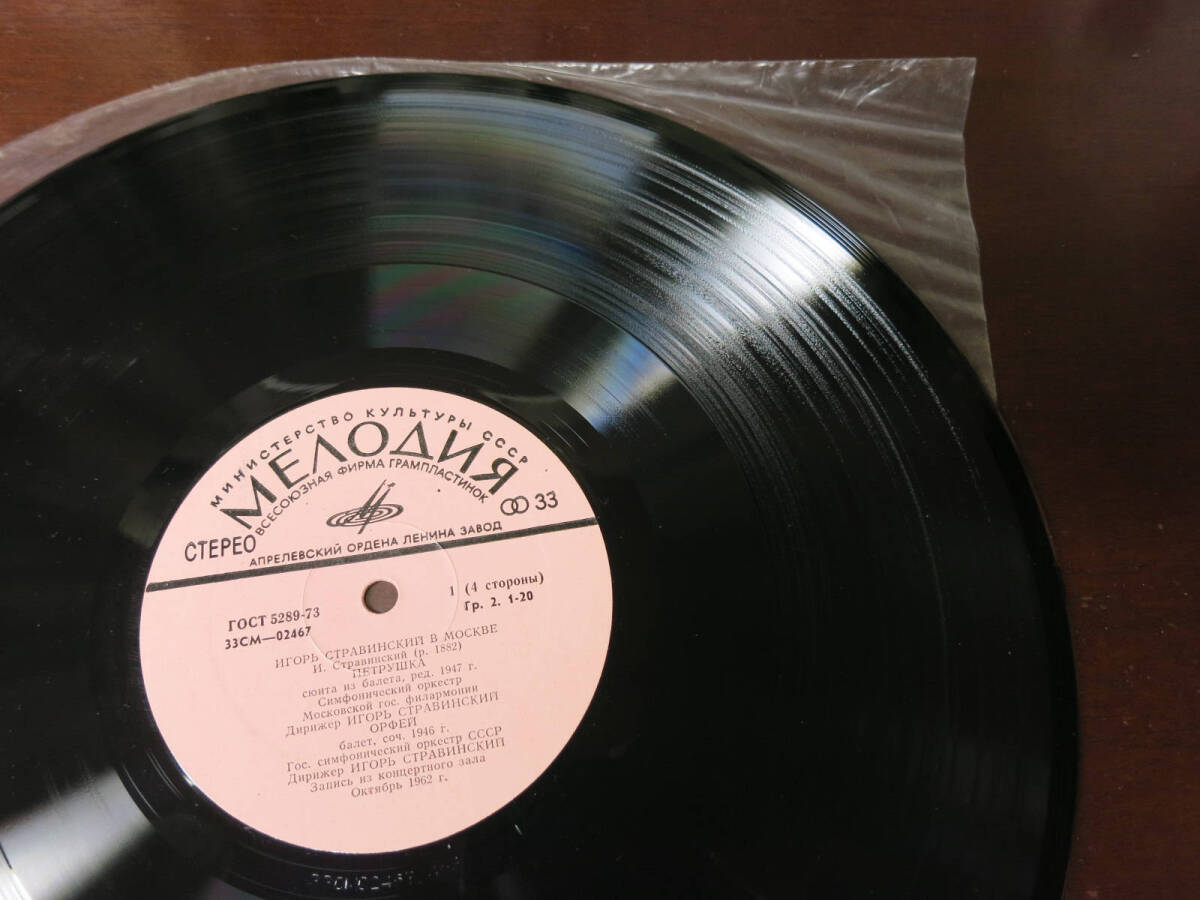 МИНИСТЕРСТВО КУЛЬТУРЫ СССР
МЕЛОДИЯ
ВСЕСОЮЗНАЯ ФИРМА ГРАМПЛАСТИНОК
СТЕРЕО
33
АПРЕЛЕВСКИЙ ОРДЕНА ЛЕНИНА ЗАВОД
ГОСТ 5289-73
1 (4 стороны)
33СМ—02467
Гр. 2. 1-20
ИГОРЬ СТРАВИНСКИЙ В МОСКВЕ
И. Стравинский (р. 1882)
ПЕТРУШКА
сюита из балета, ред. 1947 г.
Симфонический оркестр
Московской гос. филармонии
Дирижер ИГОРЬ СТРАВИНСКИЙ
ОРФЕЙ
балет, соч. 1946 г.
Гос. симфонический оркестр СССР
Дирижер ИГОРЬ СТРАВИНСКИЙ
Запись из концертного зала
Октябрь 1962 г.